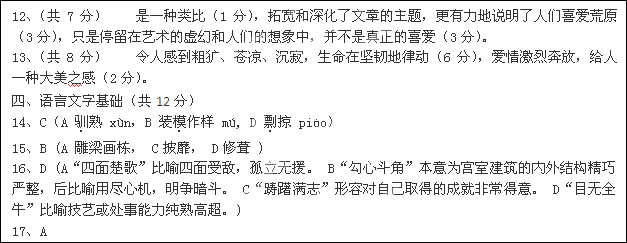 12、(共 7 分)　　是一种类比（1 分），拓宽和深化了文章的主题，更有力地说明了人们喜爱荒原
（3分），只是停留在艺术的虚幻和人们的想象中，并不是真正的喜爱（3 分）。
13、(共 8 分)　　令人感到粗犷、苍凉、沉寂，生命在坚韧地律动（6 分），爱情激烈奔放，给人
一种大美之感（2 分）。
四、语言文字基础（共 12 分）
14、C（A 驯熟 xùn，B 装模作样 mú, D 剽掠 piāo）
15、B（A 雕梁画栋， C 披靡， D 修葺 ）
16、D（A“四面楚歌”比喻四面受敌，孤立无援。 B“勾心斗角”本意为宫室建筑的内外结构精巧
严整，后比喻用尽心机，明争暗斗。 C“踌躇满志”形容对自己取得的成就非常得意。 D“目无全
牛”比喻技艺或处事能力纯熟高超。)
17、A